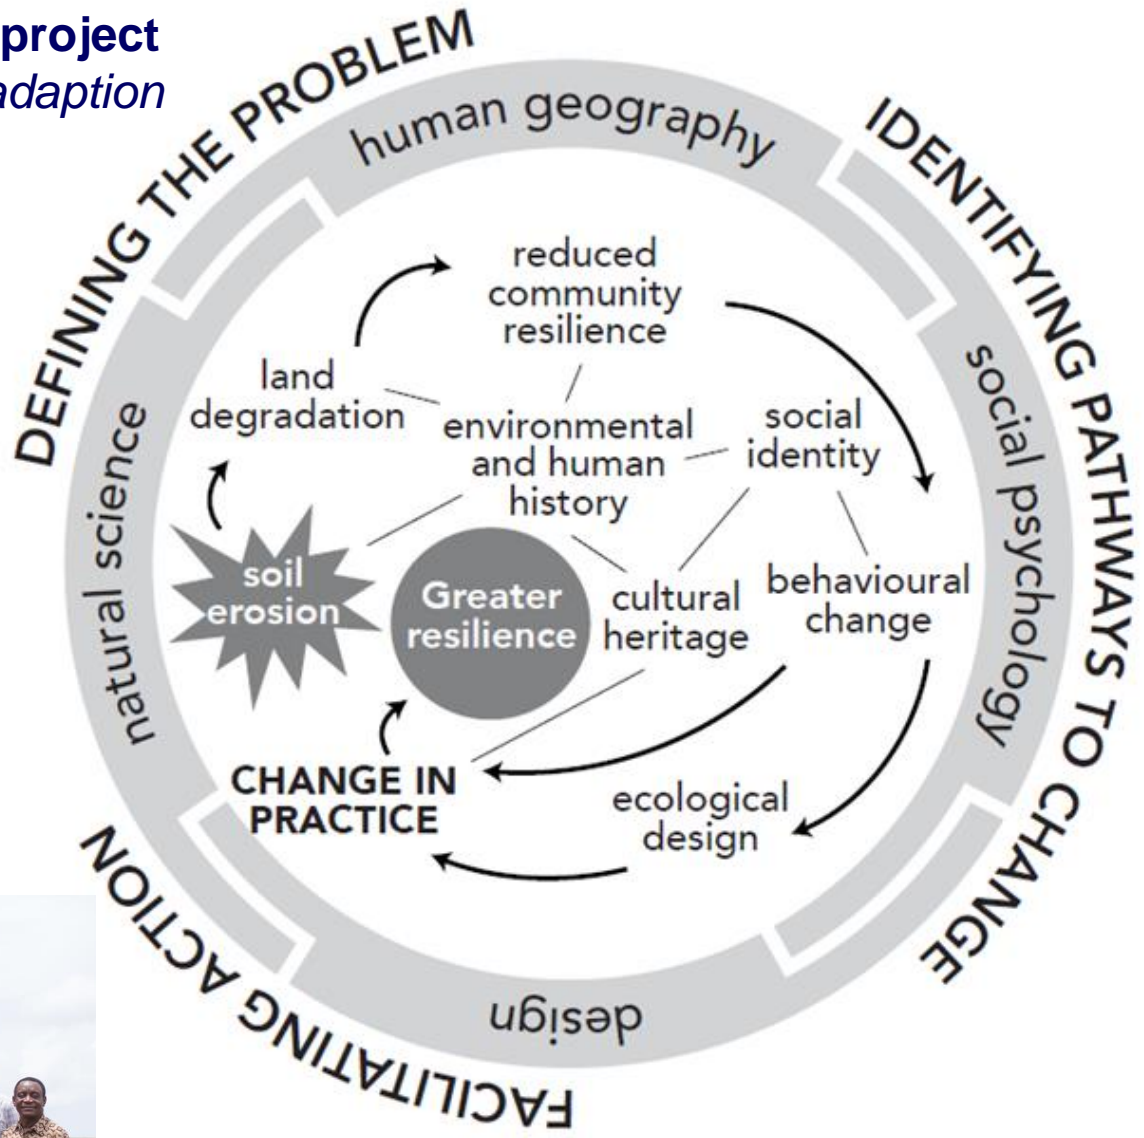 project
adaption
DEFINING THE PROBLEM
IDENTIFYING PATHWAYS TO CHANGE
FACILITATING ACTION
human geography
social psychology
design
natural science
reduced
community
resilience
land
degradation
environmental
and human
history
social
identity
soil
erosion
Greater
resilience
cultural
heritage
behavioural
change
CHANGE IN
PRACTICE
ecological
design